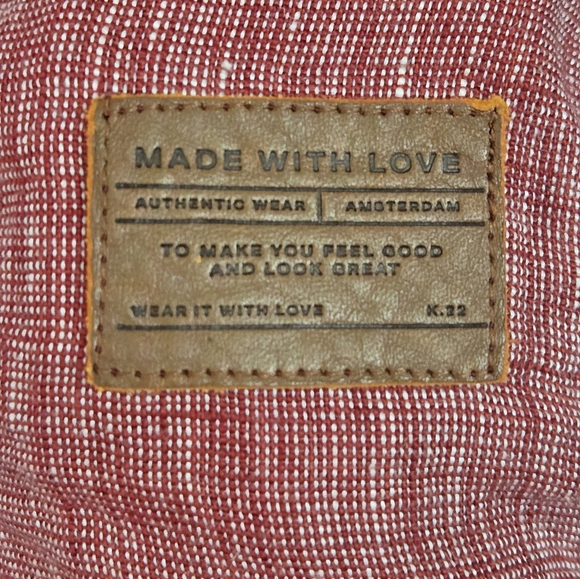 MADE WITH LOVE
AUTHENTIC WEAR | AMSTERDAM
TO MAKE YOU FEEL GOOD
AND LOOK GREAT
WEAR IT WITH LOVE K.22